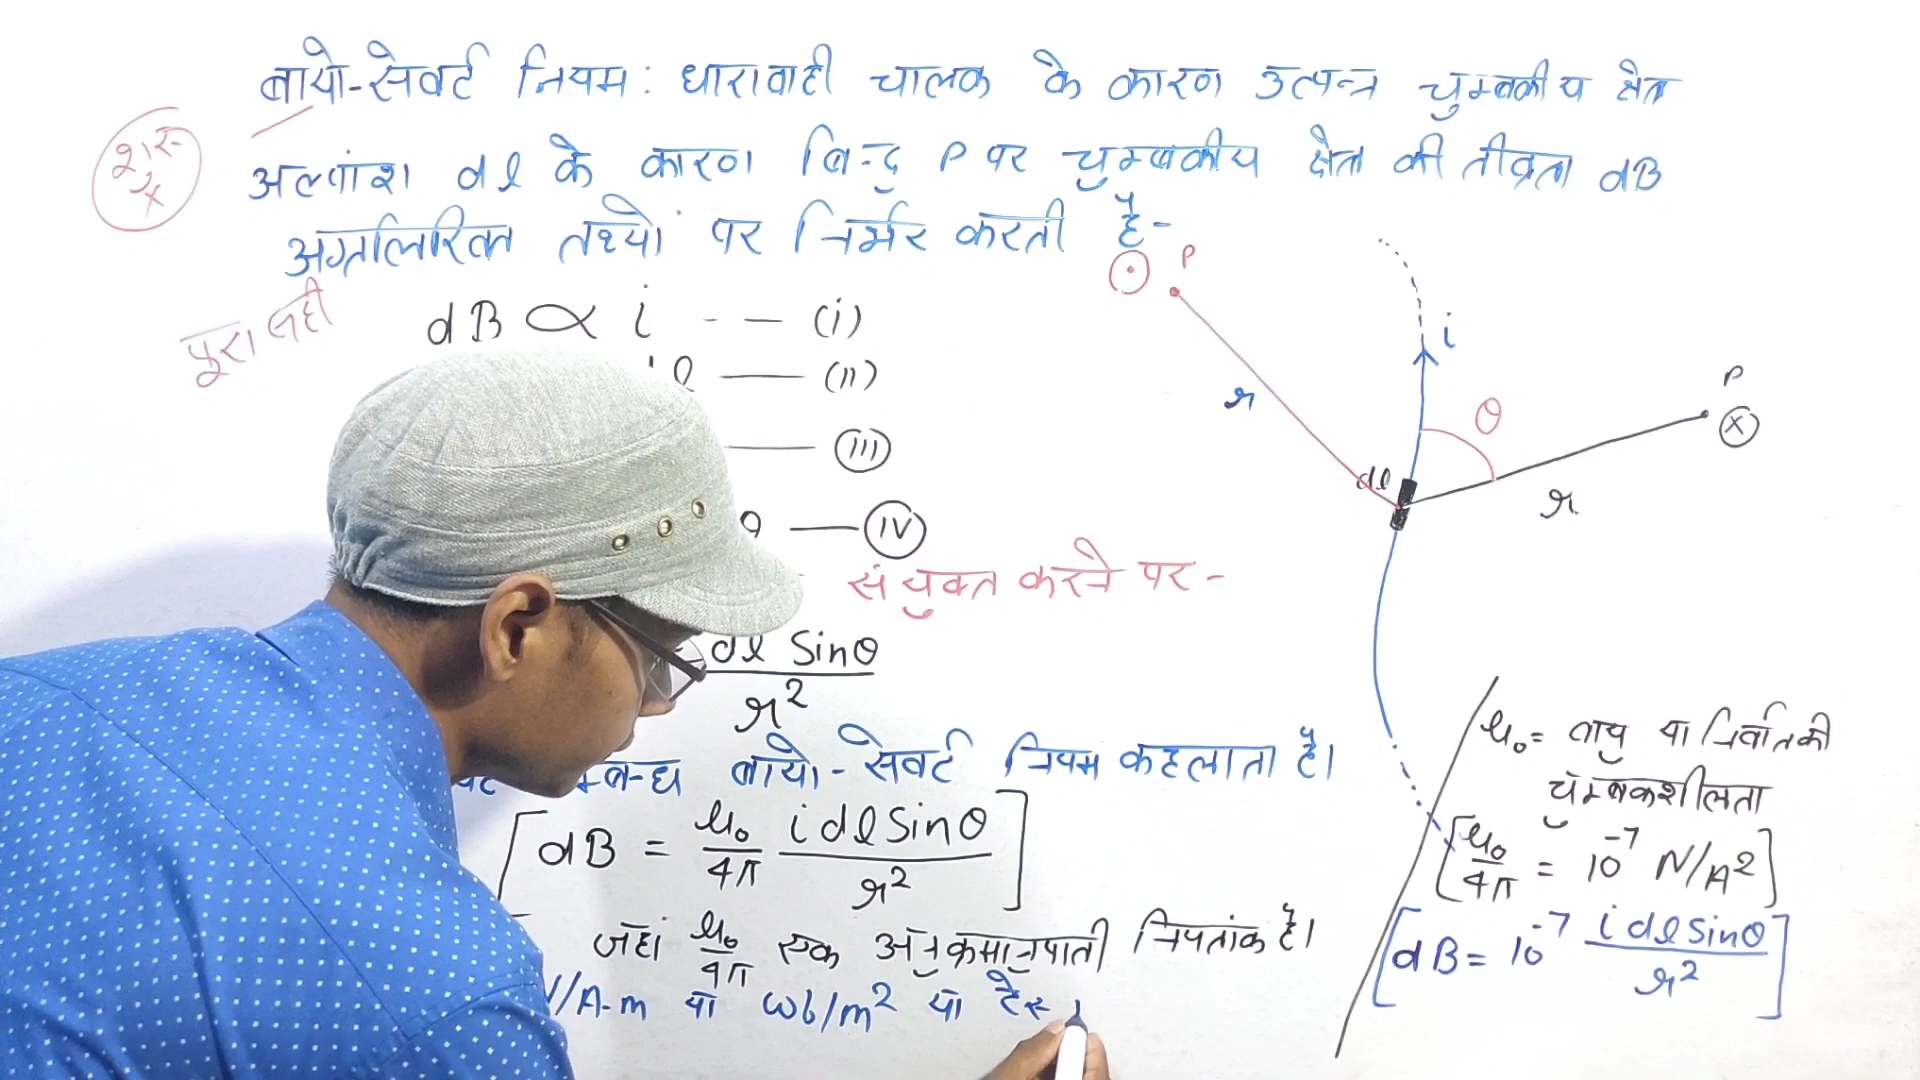 बायो-सेवर्ट नियम : धारावाही चालक के कारण उत्पन्न चुम्बकीय क्षेत्र
अल्पांश dl के कारण बिन्दु P पर चुम्बकीय क्षेत्र की तीव्रता dB
अग्रलिखित तथ्यों पर निर्भर करती है-
पूरा नही
dB ∝ i --— (i)
l —— (ii)
—— (iii)
θ —— (iv)
संयुक्त करने पर-
dl Sinθ
r²
म्बन्ध बायो-सेवर्ट नियम कहलाता है।
[dB = μ₀/4π i dl Sinθ/r²]
जहां μ₀/4π एक अनुक्रमानुपाती नियतांक है।
N/A-m या wb/m² या टेस
P
P
i
r
θ
dl
r
μ₀ = वायु या निर्वात की
चुम्बकशीलता
[μ₀/4π = 10⁻⁷ N/A²]
[dB = 10⁻⁷ i dl sinθ/r²]